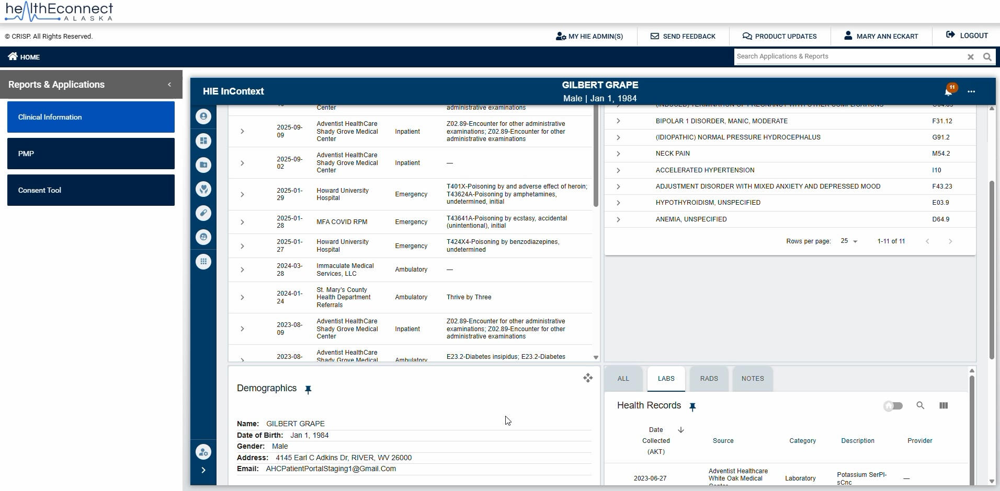 heAlthEconnect
ALASKA
© CRISP. All Rights Reserved.
MY HIE ADMIN(S)
SEND FEEDBACK
PRODUCT UPDATES
MARY ANN ECKART
LOGOUT
HOME
Search Applications & Reports
Reports & Applications
Clinical Information
PMP
Consent Tool
HIE InContext
GILBERT GRAPE
Male | Jan 1, 1984
11
Center
administrative examinations
2025-09-
09
Adventist HealthCare
Shady Grove Medical
Center
Inpatient
Z02.89-Encounter for other administrative
examinations; Z02.89-Encounter for other
administrative examinations
2025-09-
02
Adventist HealthCare
Shady Grove Medical
Center
Inpatient
—
2025-01-
29
Howard University
Hospital
Emergency
T401X-Poisoning by and adverse effect of heroin;
T43624A-Poisoning by amphetamines,
undetermined, initial
2025-01-
28
MFA COVID RPM
Emergency
T43641A-Poisoning by ecstasy, accidental
(unintentional), initial
2025-01-
27
Howard University
Hospital
Emergency
T424X4-Poisoning by benzodiazepines,
undetermined
2024-03-
28
Immaculate Medical
Services, LLC
Ambulatory
—
2024-01-
24
St. Mary's County
Health Department
Referrals
Ambulatory
Thrive by Three
2023-08-
09
Adventist HealthCare
Shady Grove Medical
Center
Inpatient
Z02.89-Encounter for other administrative
examinations; Z02.89-Encounter for other
administrative examinations
2023-08-
Adventist HealthCare
Shady Grove Medical
Ambulatory
E23.2-Diabetes insipidus; E23.2-Diabetes
(INDUCED) TERMINATION OF PREGNANCY WITH OTHER COMPLICATIONS
BIPOLAR 1 DISORDER, MANIC, MODERATE F31.12
(IDIOPATHIC) NORMAL PRESSURE HYDROCEPHALUS G91.2
NECK PAIN M54.2
ACCELERATED HYPERTENSION I10
ADJUSTMENT DISORDER WITH MIXED ANXIETY AND DEPRESSED MOOD F43.23
HYPOTHYROIDISM, UNSPECIFIED E03.9
ANEMIA, UNSPECIFIED D64.9
Rows per page: 25 1-11 of 11
Demographics
Name: GILBERT GRAPE
Date of Birth: Jan 1, 1984
Gender: Male
Address: 4145 Earl C Adkins Dr, RIVER, WV 26000
Email: AHCPatientPortalStaging1@Gmail.Com
ALL
LABS
RADS
NOTES
Health Records
Date
Collected
(AKT)
Source
Category
Description
Provider
2023-06-27
Adventist Healthcare
White Oak Medical
Center
Laboratory
Potassium SerPl-
sCnc
—